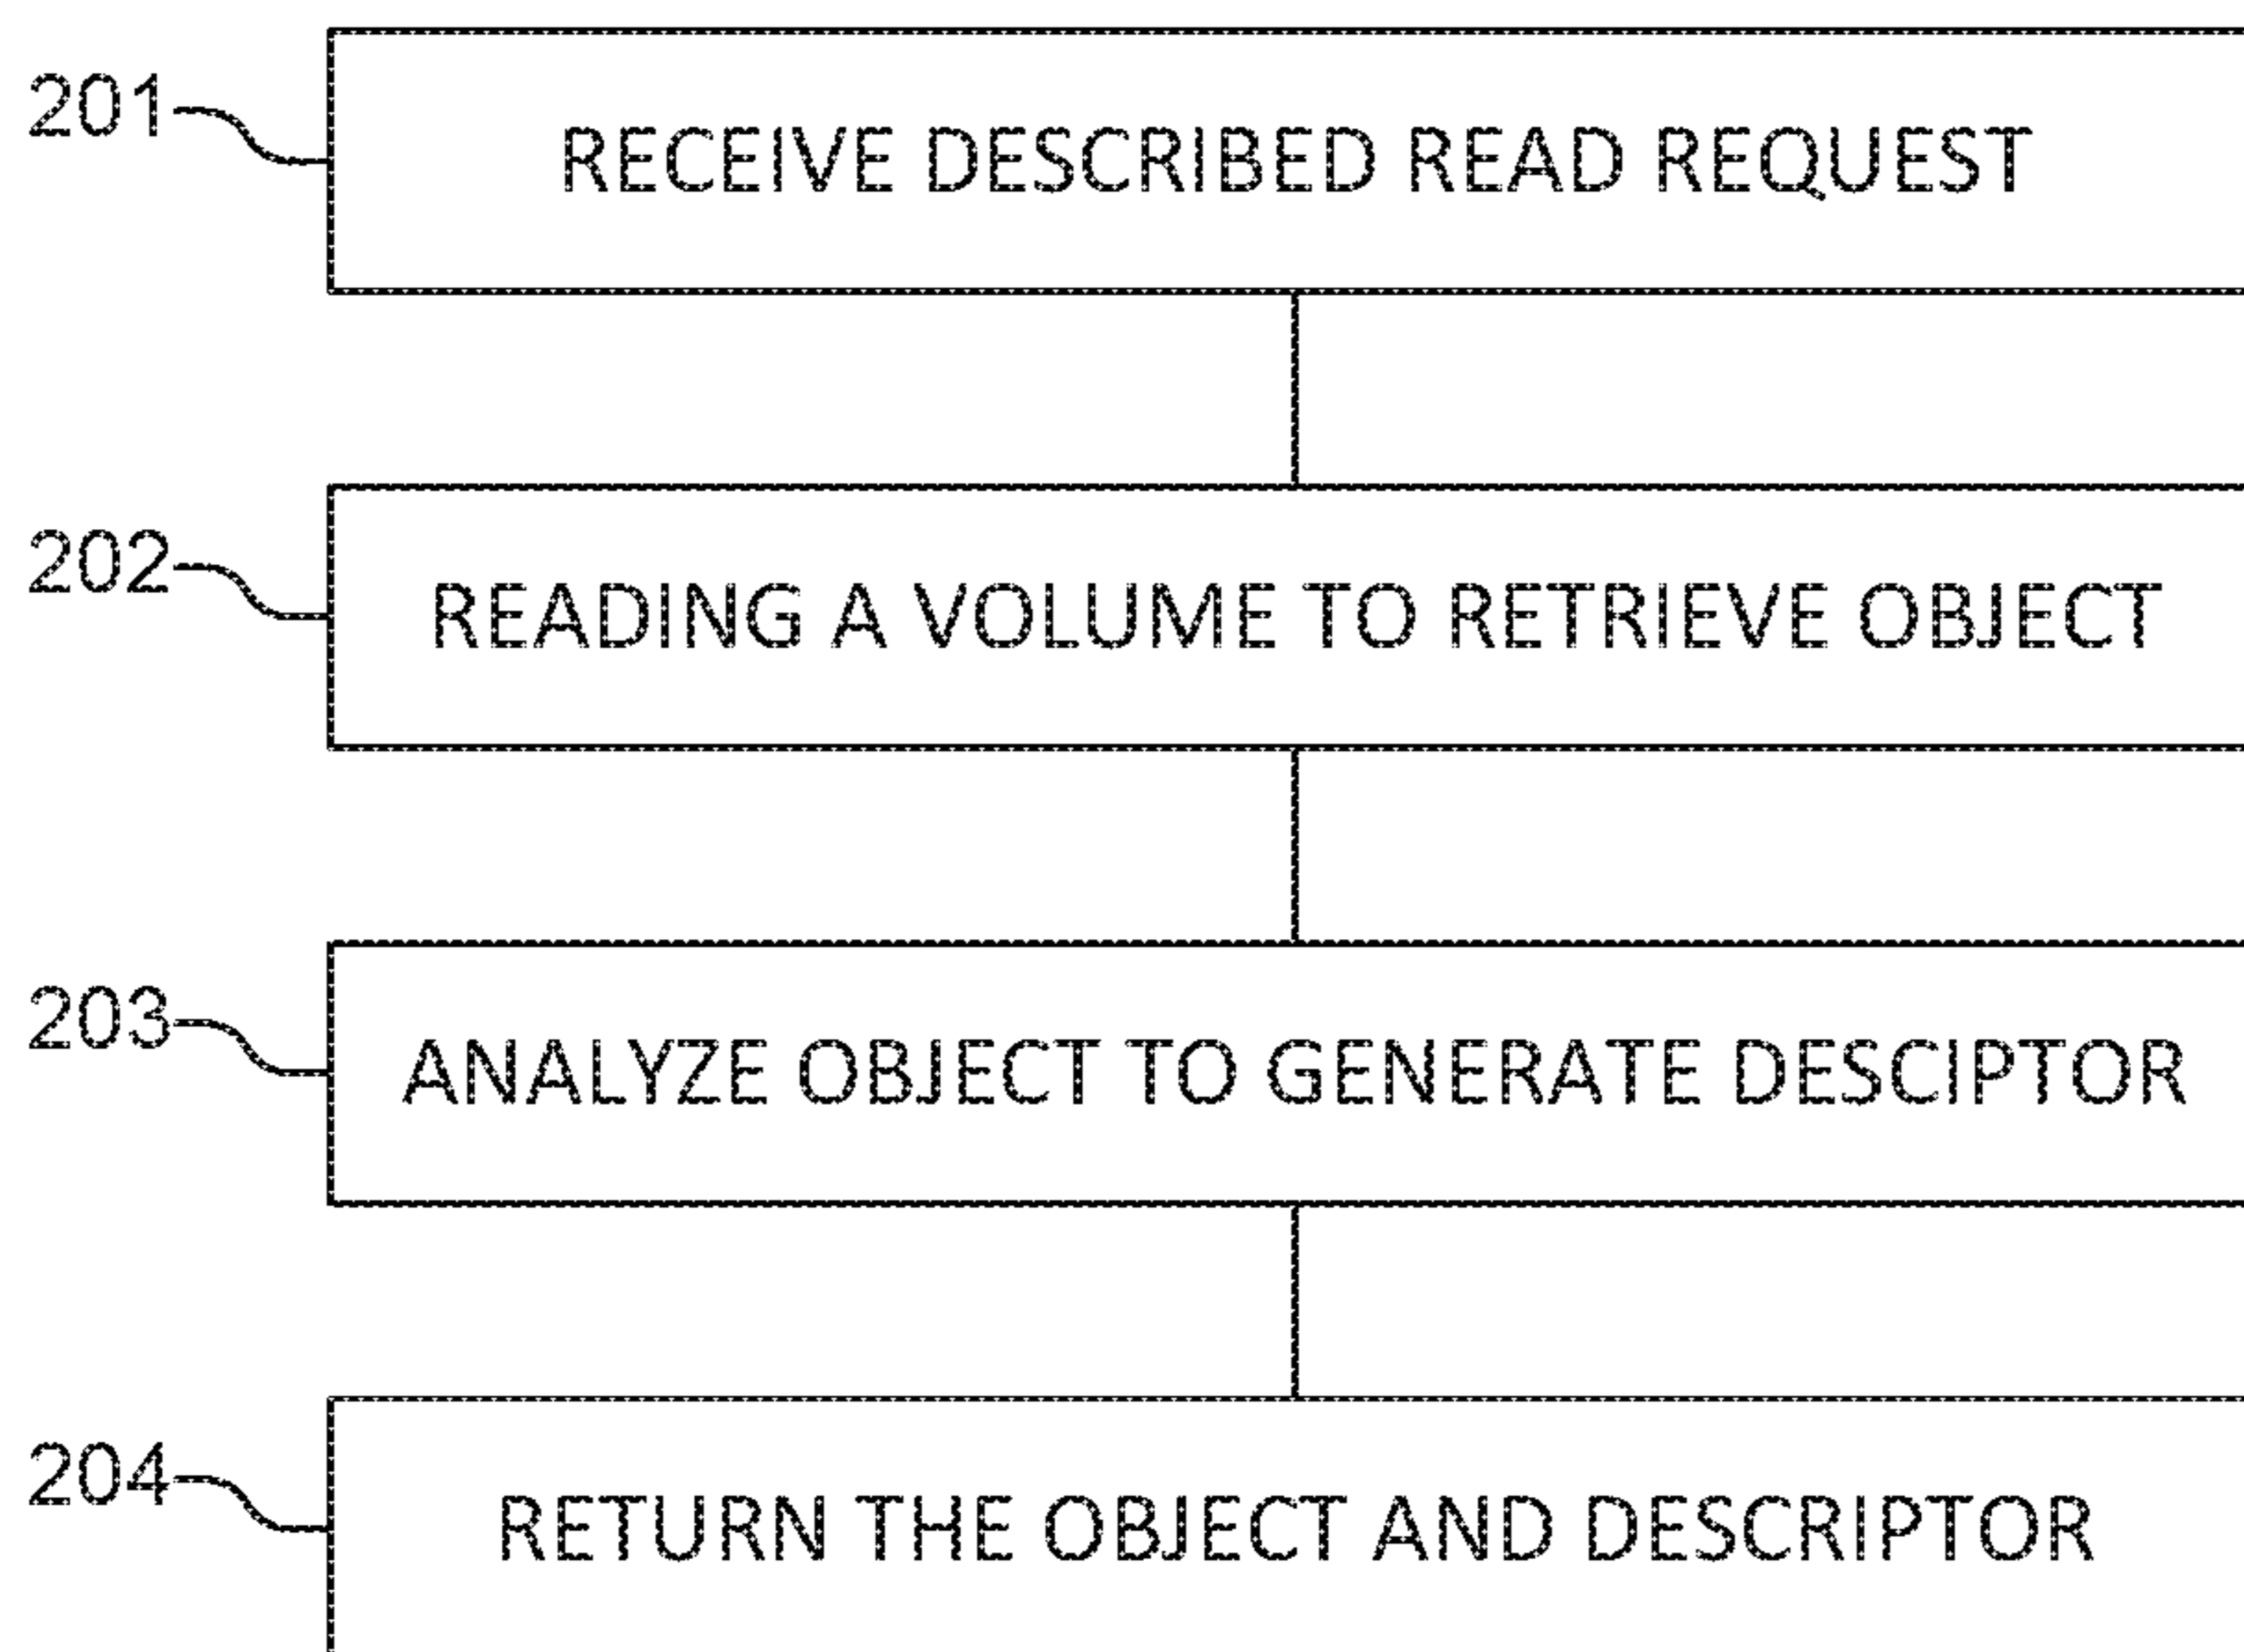 201
RECEIVE DESCRIBED READ REQUEST
202
READING A VOLUME TO RETRIEVE OBJECT
203
ANALYZE OBJECT TO GENERATE DESCIPTOR
204
RETURN THE OBJECT AND DESCRIPTOR